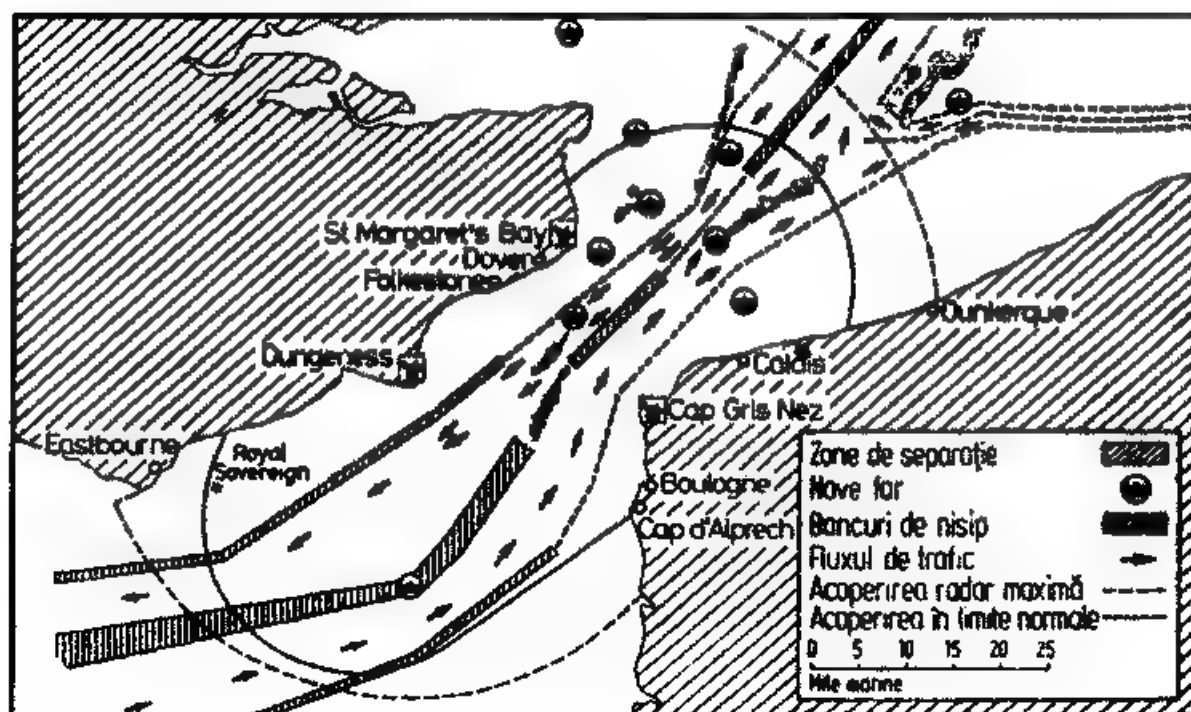 St Margaret's Bay
Dover
Folkestone
Dungeness
Eastbourne
Royal
Sovereign
Dunkerque
Calais
Cap Gris Nez
Boulogne
Cap d'Alprech
Zone de separație
Nave far
Bancuri de nisip
Fluxul de trafic
Acoperirea radar maximă
Acoperirea în limite normale
0 5 10 15 20 25
Mile marine